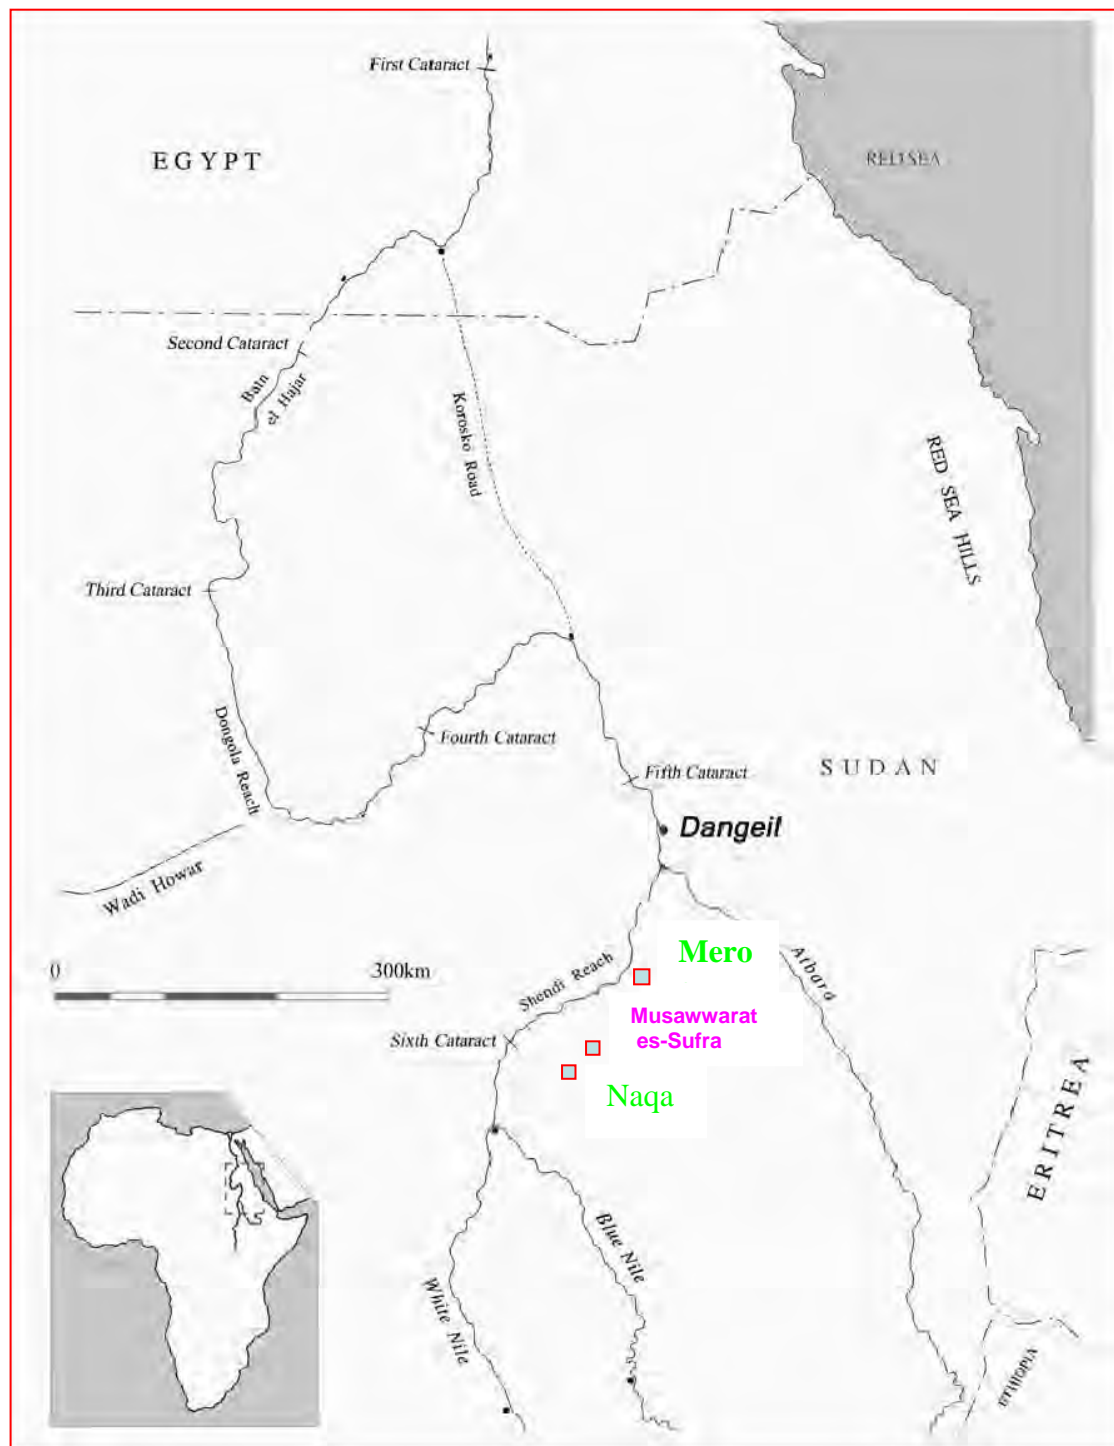 First Cataract
EGYPT
RED SEA
Second Cataract
Batn
el Hajar
Korosko Road
RED SEA HILLS
Third Cataract
Dongola Reach
Fourth Cataract
Fifth Cataract
SUDAN
Dangeil
Wadi Howar
Mero
Atbara
0
300km
Shendi Reach
Musawwarat
es-Sufra
Sixth Cataract
Naqa
ERITREA
Blue Nile
White Nile
ETHIOPIA